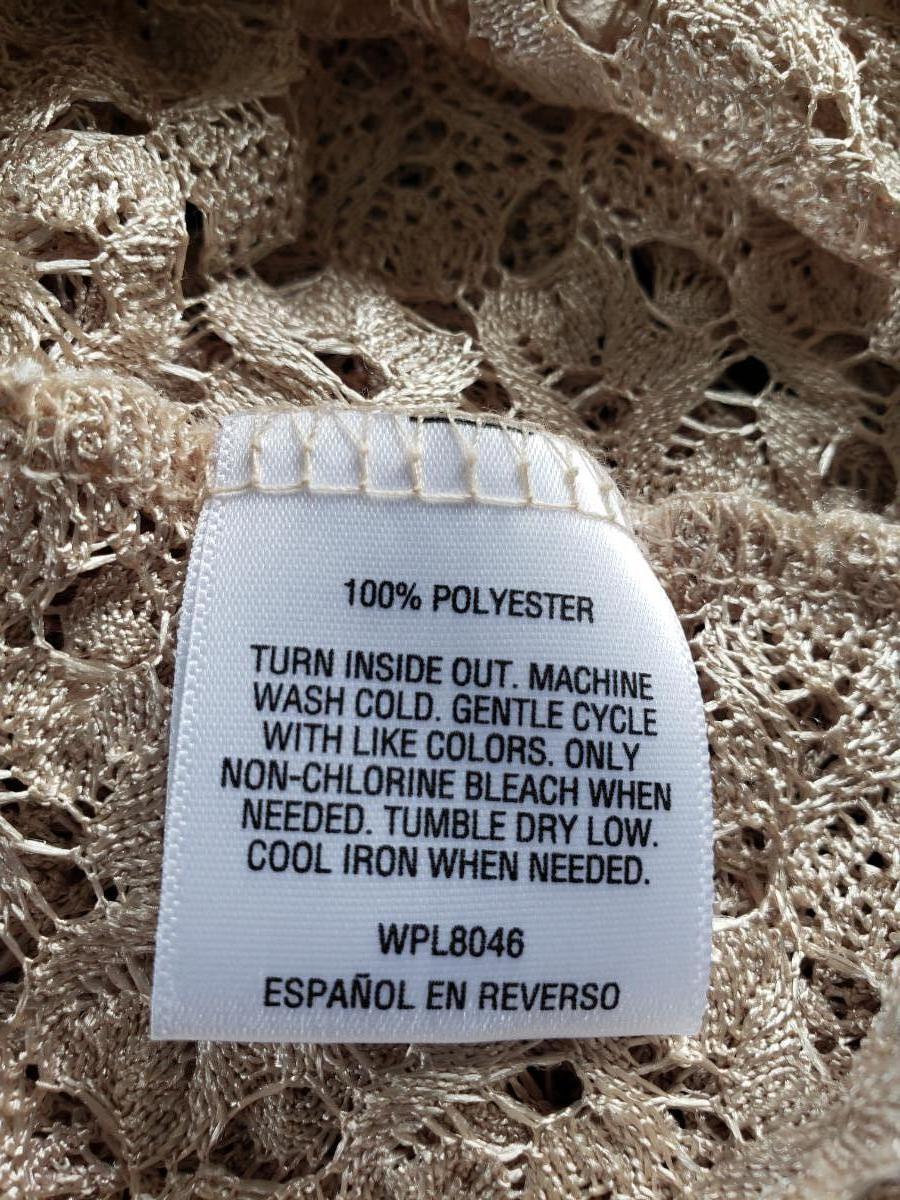 100% POLYESTER
TURN INSIDE OUT. MACHINE
WASH COLD. GENTLE CYCLE
WITH LIKE COLORS. ONLY
NON-CHLORINE BLEACH WHEN
NEEDED. TUMBLE DRY LOW.
COOL IRON WHEN NEEDED.
WPL8046
ESPAÑOL EN REVERSO